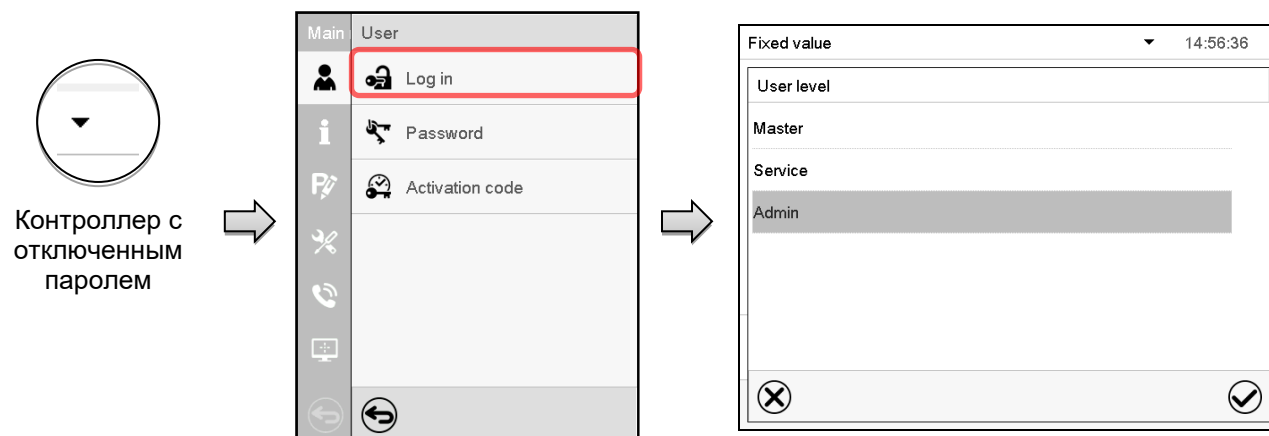 Контроллер с
отключенным
паролем
Main
User
Log in
Password
Activation code
Fixed value
14:56:36
User level
Master
Service
Admin